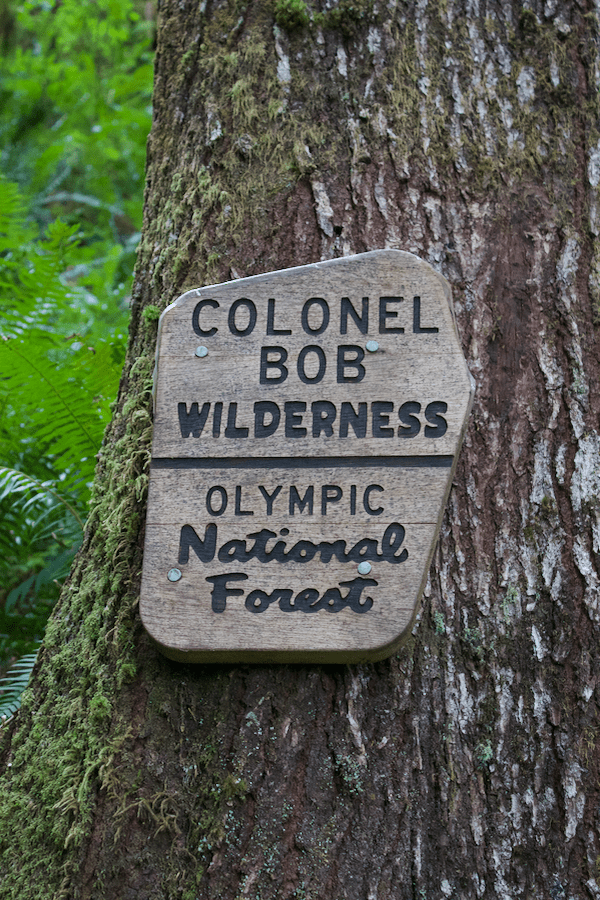 COLONEL
BOB
WILDERNESS
OLYMPIC
National
Forest